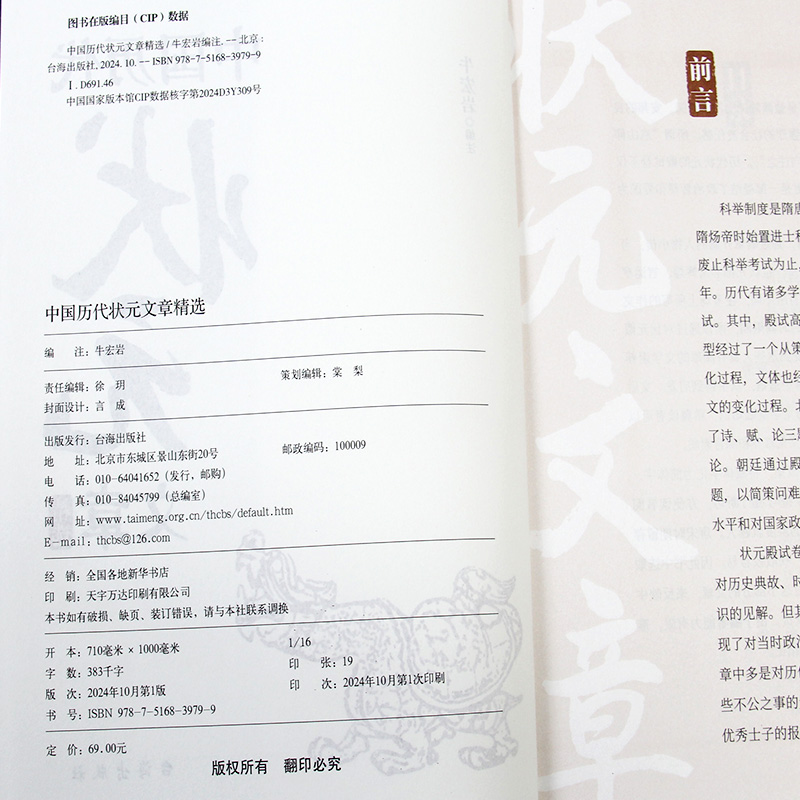 图书在版编目(CIP)数据
中国历代状元文章精选/牛宏岩编注. -- 北京:
台海出版社, 2024. 10. -- ISBN 978-7-5168-3979-9
Ⅰ. D691.46
中国国家版本馆CIP数据核字第2024D3Y309号
中国历代状元文章精选
编 注:牛宏岩
责任编辑:徐 玥
策划编辑:棠 梨
封面设计:言 成
出版发行:台海出版社
地 址:北京市东城区景山东街20号
邮政编码:100009
电 话:010-64041652(发行,邮购)
传 真:010-84045799(总编室)
网 址:www.taimeng.org.cn/thcbs/default.htm
E-mail:thcbs@126.com
经 销:全国各地新华书店
印 刷:天宇万达印刷有限公司
本书如有破损、缺页、装订错误,请与本社联系调换
开 本:710毫米 × 1000毫米
1/16
字 数:383千字
印 张:19
版 次:2024年10月第1版
印 次:2024年10月第1次印刷
书 号:ISBN 978-7-5168-3979-9
定 价:69.00元
版权所有 翻印必究
状元文章
前言
科举制度是隋唐
隋炀帝时始置进士科
废止科举考试为止,
年。历代有诸多学
试。其中,殿试高
型经过了一个从策
化过程,文体也经
文的变化过程。北
了诗、赋、论三题
论。朝廷通过殿
题,以简策问难
水平和对国家政
状元殿试卷
对历史典故、时
识的见解。但其
现了对当时政治
章中多是对历代
些不公之事的
优秀士子的报